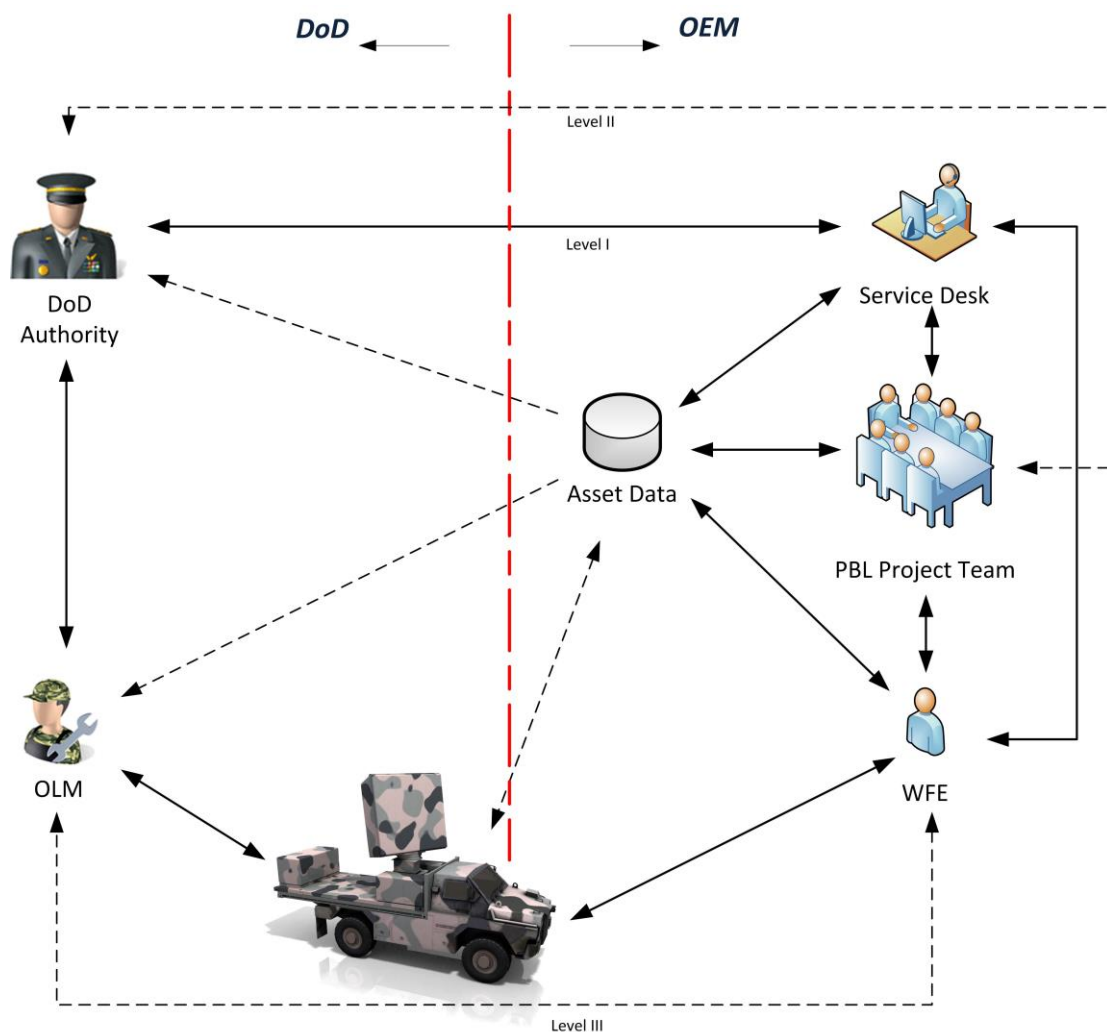 DoD
OEM
Level II
Level I
DoD
Authority
Service Desk
Asset Data
PBL Project Team
OLM
WFE
Level III